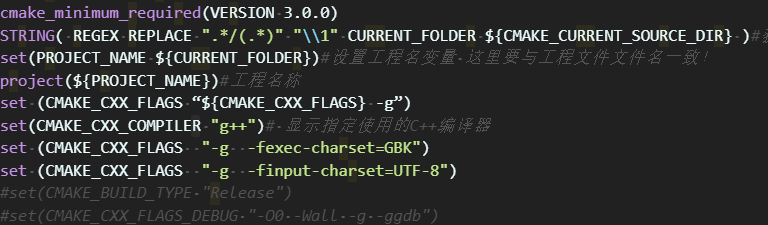 cmake_minimum_required(VERSION 3.0.0)
STRING( REGEX REPLACE ".*/(.*)" "\\1" CURRENT_FOLDER ${CMAKE_CURRENT_SOURCE_DIR} )#
set(PROJECT_NAME ${CURRENT_FOLDER})#设置工程名变量 这里要与工程文件文件名一致!
project(${PROJECT_NAME})#工程名称
set (CMAKE_CXX_FLAGS “${CMAKE_CXX_FLAGS} -g”)
set(CMAKE_CXX_COMPILER "g++")# 显示指定使用的C++编译器
set (CMAKE_CXX_FLAGS  "-g  -fexec-charset=GBK")
set (CMAKE_CXX_FLAGS  "-g  -finput-charset=UTF-8")
#set(CMAKE_BUILD_TYPE "Release")
#set(CMAKE_CXX_FLAGS_DEBUG "-O0 -Wall -g -ggdb")